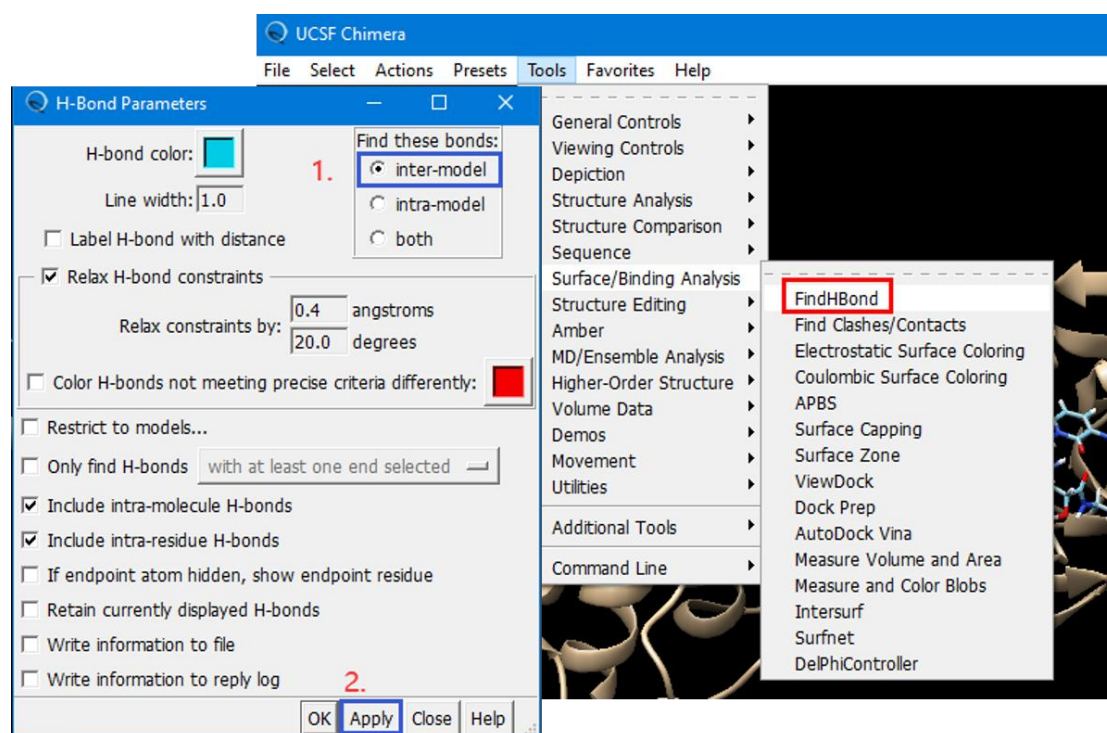 UCSF Chimera
File Select Actions Presets Tools Favorites Help
H-Bond Parameters
H-bond color:
Line width: 1.0
Label H-bond with distance
1.
Find these bonds:
inter-model
intra-model
both
Relax H-bond constraints
Relax constraints by:
0.4 angstroms
20.0 degrees
Color H-bonds not meeting precise criteria differently:
Restrict to models...
Only find H-bonds with at least one end selected
Include intra-molecule H-bonds
Include intra-residue H-bonds
If endpoint atom hidden, show endpoint residue
Retain currently displayed H-bonds
Write information to file
Write information to reply log
2.
OK Apply Close Help
General Controls
Viewing Controls
Depiction
Structure Analysis
Structure Comparison
Sequence
Surface/Binding Analysis
Structure Editing
Amber
MD/Ensemble Analysis
Higher-Order Structure
Volume Data
Demos
Movement
Utilities
Additional Tools
Command Line
FindHBond
Find Clashes/Contacts
Electrostatic Surface Coloring
Coulombic Surface Coloring
APBS
Surface Capping
Surface Zone
ViewDock
Dock Prep
AutoDock Vina
Measure Volume and Area
Measure and Color Blobs
Intersurf
Surfnet
DelPhiController